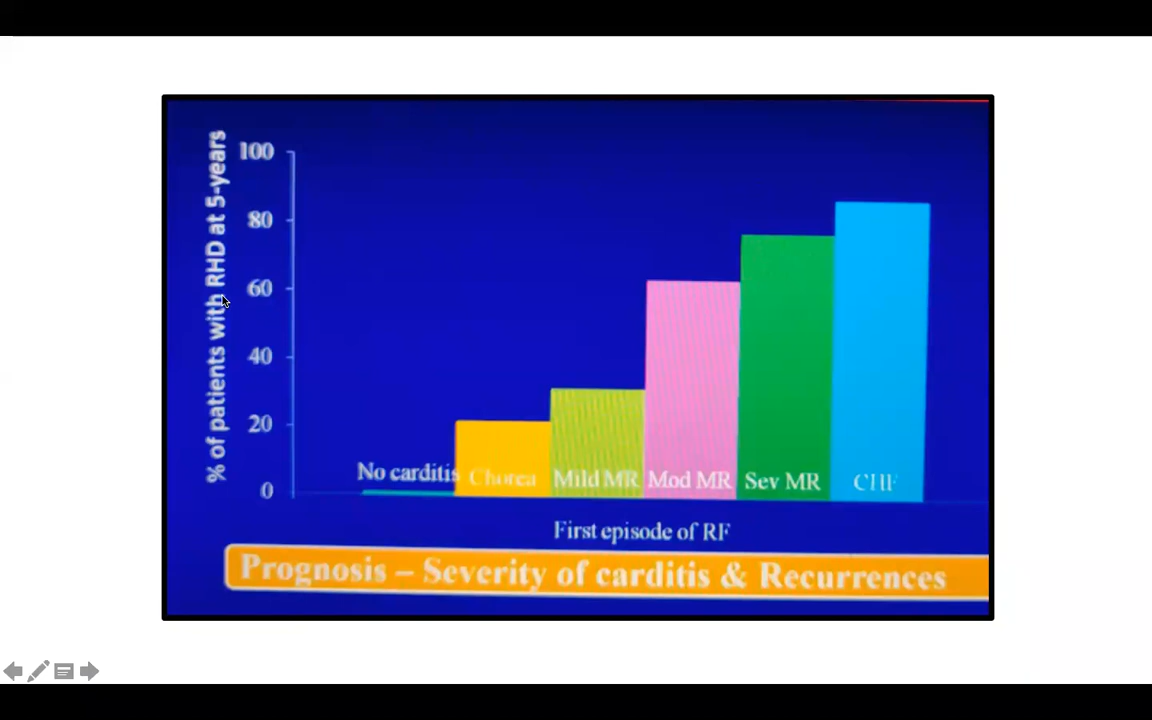 % of patients with RHD at 5-years
100
80
60
40
20
0
No carditis Chorea Mild MR Mod MR Sev MR CHF
First episode of RF
Prognosis – Severity of carditis & Recurrences